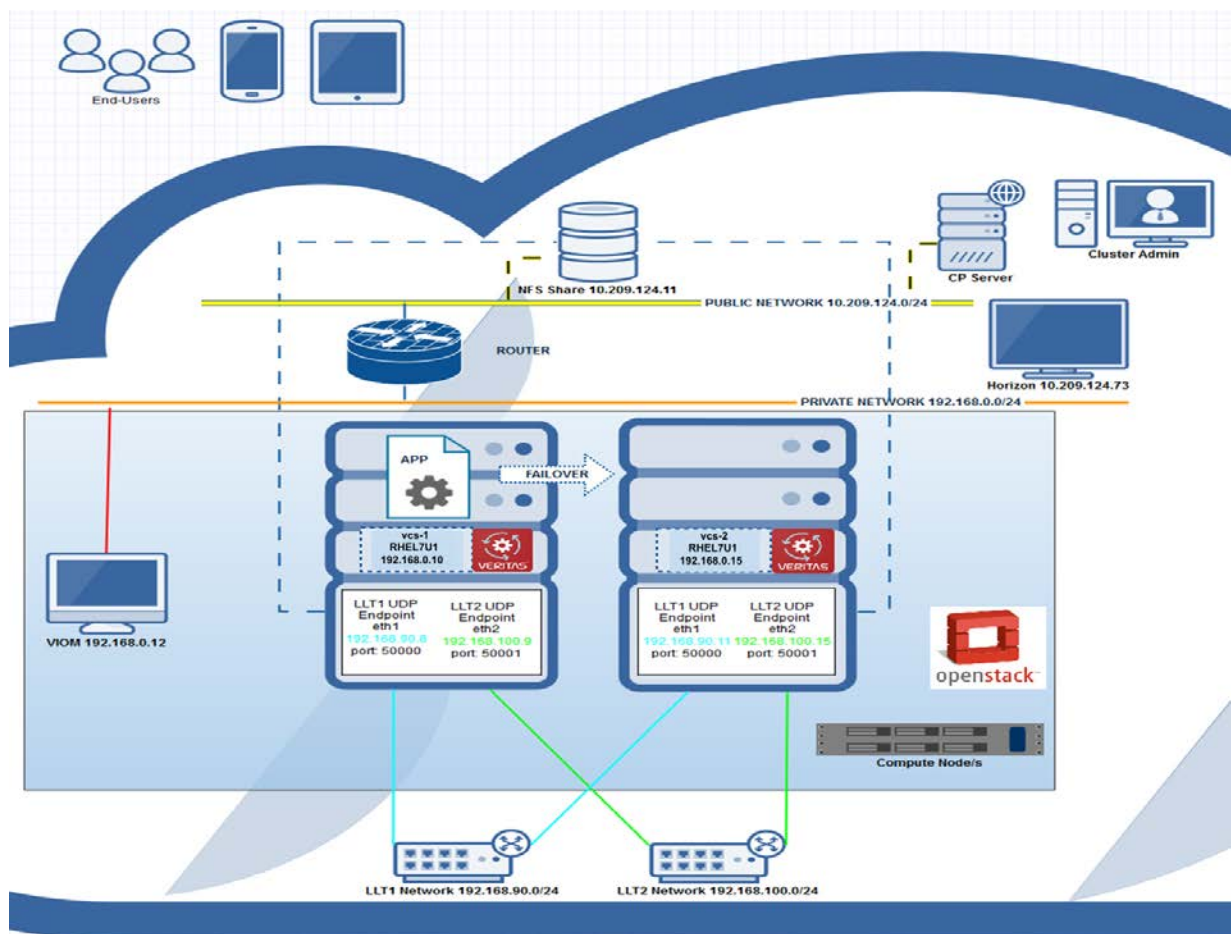 End-Users
NFS Share 10.209.124.11
CP Server
Cluster Admin
PUBLIC NETWORK 10.209.124.0/24
ROUTER
Horizon 10.209.124.73
PRIVATE NETWORK 192.168.0.0/24
APP
FAILOVER
vcs-1
RHEL7U1
192.168.0.10
VERITAS
vcs-2
RHEL7U1
192.168.0.15
VERITAS
LLT1 UDP
Endpoint
eth1
192.168.90.8
port: 50000
LLT2 UDP
Endpoint
eth2
192.168.100.9
port: 50001
LLT1 UDP
Endpoint
eth1
192.168.90.11
port: 50000
LLT2 UDP
Endpoint
eth2
192.168.100.15
port: 50001
VIOM 192.168.0.12
openstack
Compute Node/s
LLT1 Network 192.168.90.0/24
LLT2 Network 192.168.100.0/24